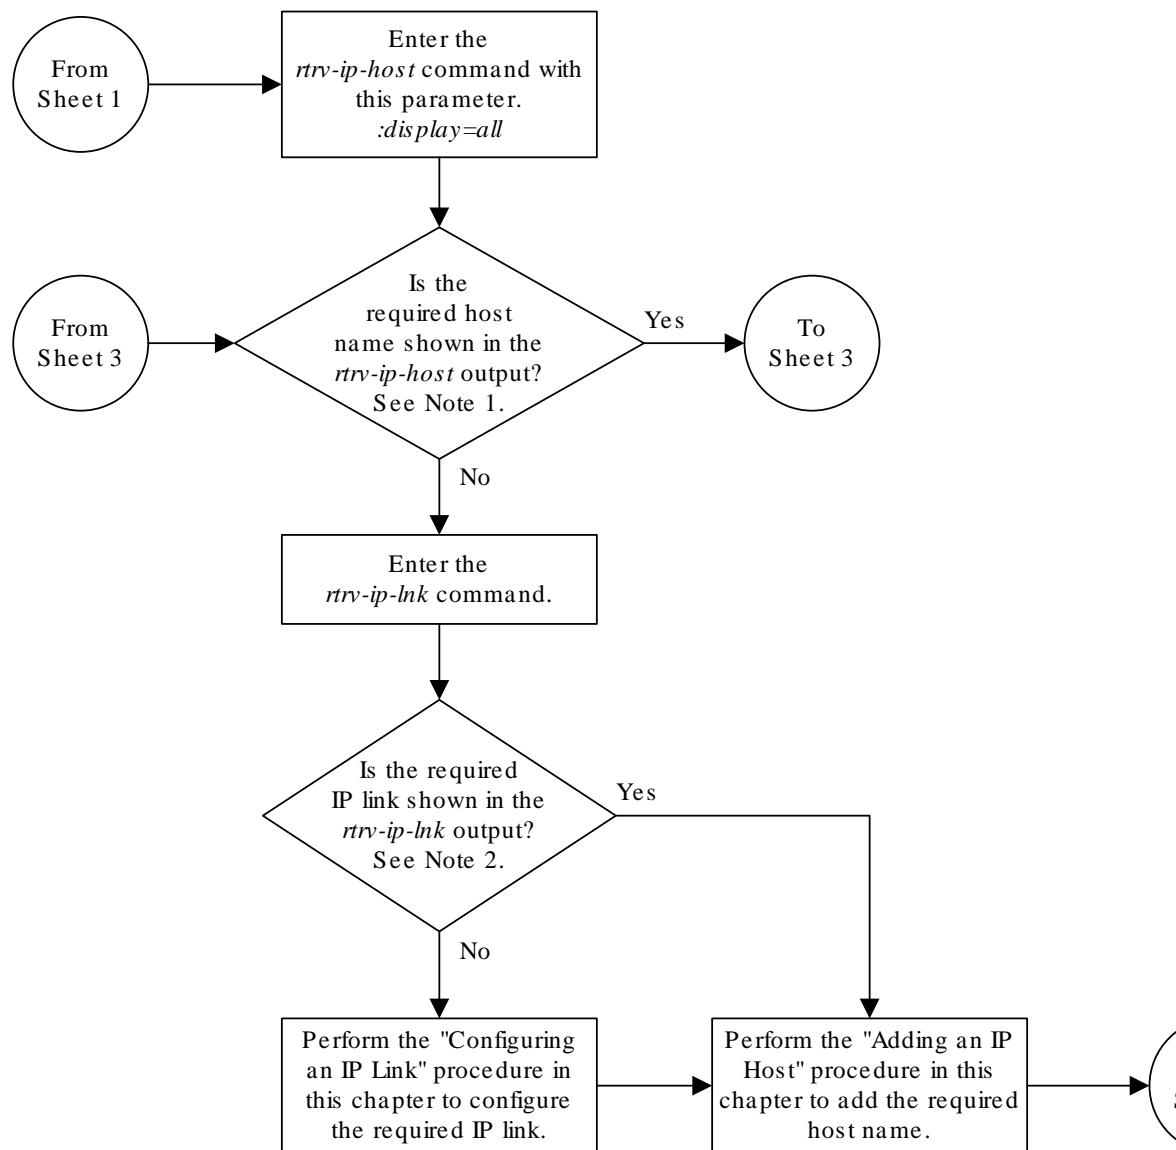 From
Sheet 1
Enter the
rtrv-ip-host command with
this parameter.
:display=all
From
Sheet 3
Is the
required host
name shown in the
rtrv-ip-host output?
See Note 1.
Yes
To
Sheet 3
No
Enter the
rtrv-ip-lnk command.
Is the required
IP link shown in the
rtrv-ip-lnk output?
See Note 2.
Yes
No
Perform the "Configuring
an IP Link" procedure in
this chapter to configure
the required IP link.
Perform the "Adding an IP
Host" procedure in this
chapter to add the required
host name.